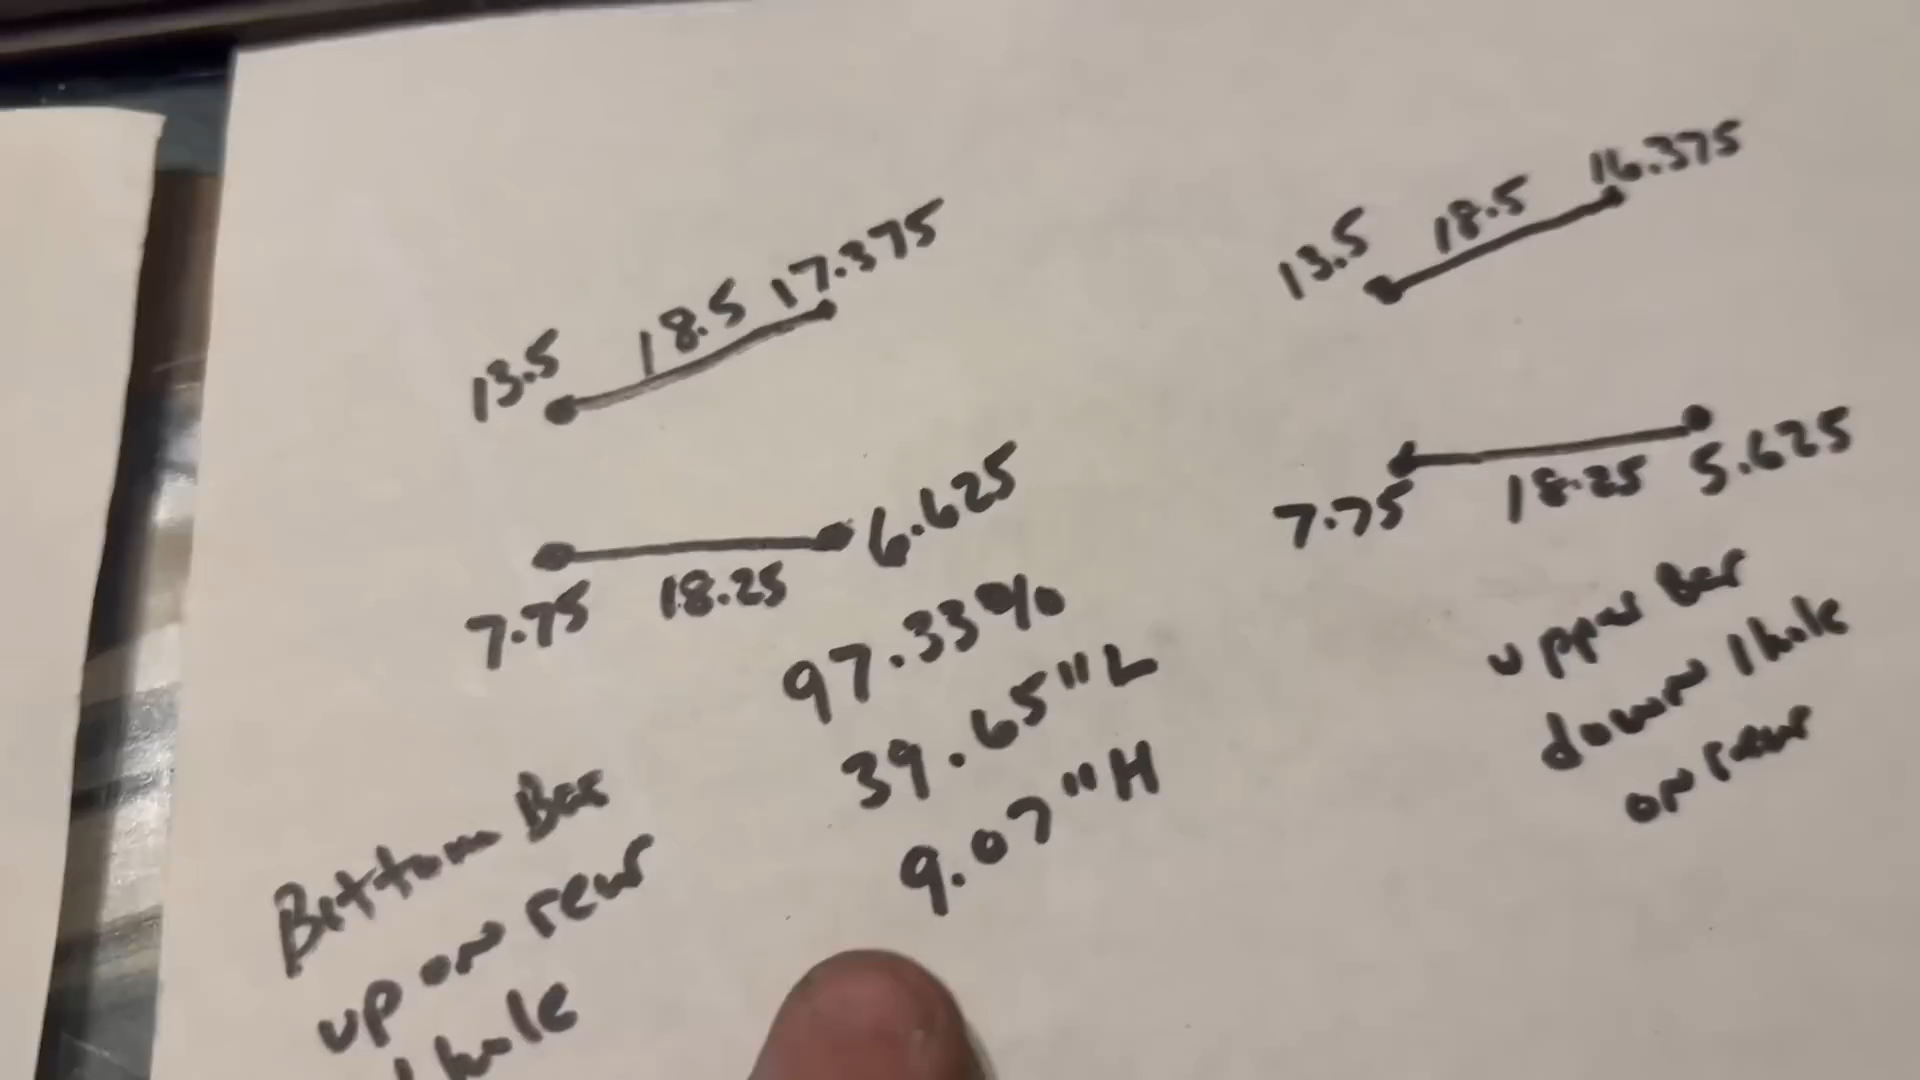 13.5 18.5 17.375
7.75 18.25 6.625
97.33%
39.65"L
9.07"H
Bottom Bar
up on rear
1 hole
13.5 18.5 16.375
7.75 18.25 5.625
upper Bar
down 1 hole
on rear